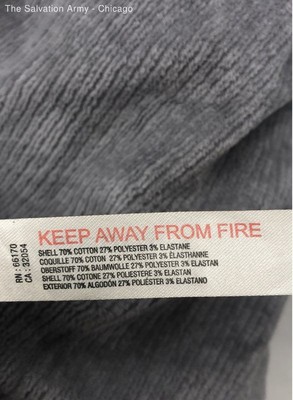 The Salvation Army - Chicago
KEEP AWAY FROM FIRE
SHELL 70% COTTON 27% POLYESTER 3% ELASTANE
COQUILLE 70% COTON 27% POLYESTER 3% ÉLASTHANNE
OBERSTOFF 70% BAUMWOLLE 27% POLYESTER 3% ELASTAN
SHELL 70% COTONE 27% POLIESTERE 3% ELASTAN
EXTERIOR 70% ALGODÓN 27% POLIÉSTER 3% ELASTANO
RN : 66170
CA : 32054